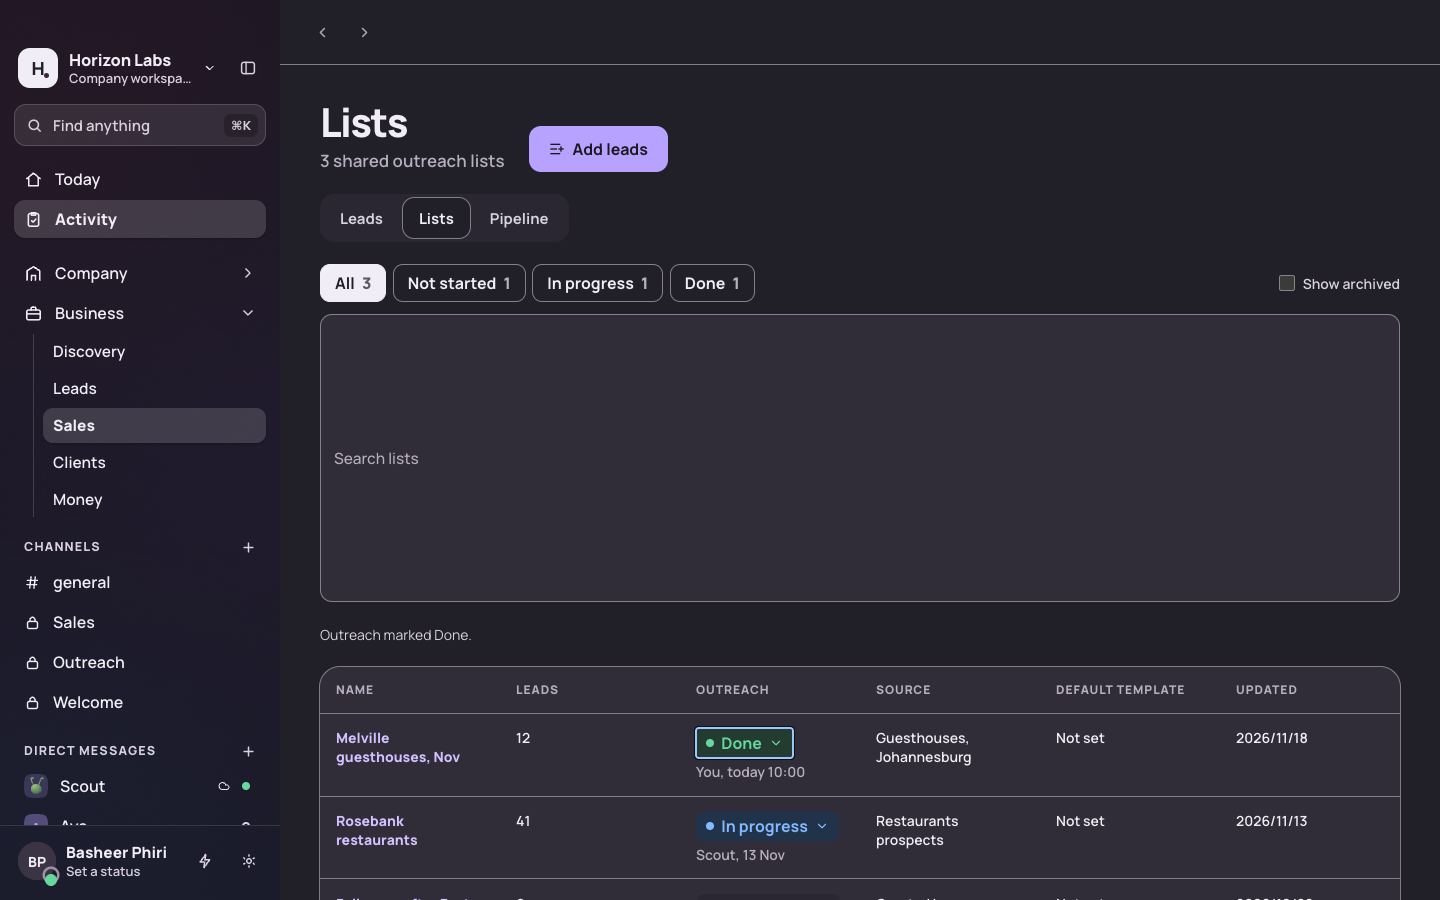 H.
Horizon Labs
Company workspa...
Find anything
⌘K
Today
Activity
Company
Business
Discovery
Leads
Sales
Clients
Money
CHANNELS
# general
Sales
Outreach
Welcome
DIRECT MESSAGES
Scout
BP
Basheer Phiri
Set a status
Lists
3 shared outreach lists
Add leads
Leads
Lists
Pipeline
All 3
Not started 1
In progress 1
Done 1
Show archived
Search lists
Outreach marked Done.
NAME LEADS OUTREACH SOURCE DEFAULT TEMPLATE UPDATED
Melville guesthouses, Nov
12
Done
You, today 10:00
Guesthouses, Johannesburg
Not set
2026/11/18
Rosebank restaurants
41
In progress
Scout, 13 Nov
Restaurants prospects
Not set
2026/11/13